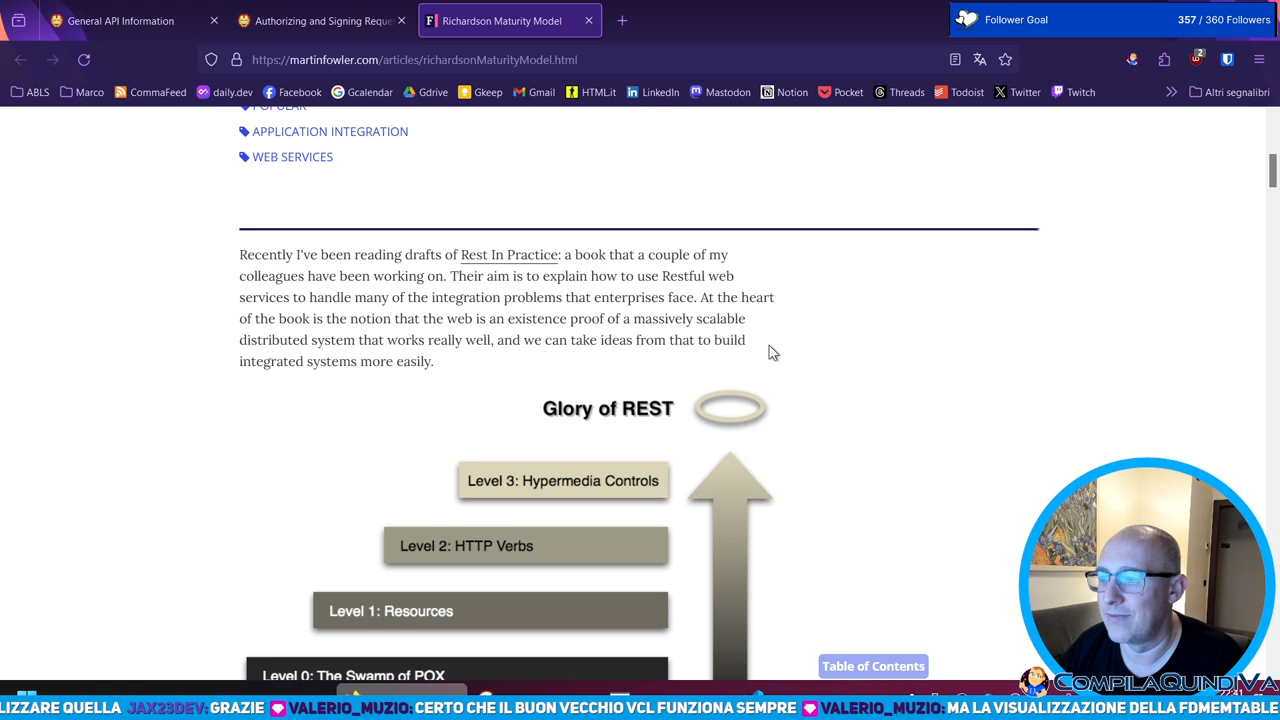 General API Information
Authorizing and Signing Reque
Richardson Maturity Model
Follower Goal
357 / 360 Followers
https://martinfowler.com/articles/richardsonMaturityModel.html
2
ABLS
Marco
CommaFeed
daily.dev
Facebook
Gcalendar
Gdrive
Gkeep
Gmail
HTML.it
LinkedIn
Mastodon
Notion
Pocket
Threads
Todoist
Twitter
Twitch
Altri segnalibri
POPULAR
APPLICATION INTEGRATION
WEB SERVICES
Recently I've been reading drafts of Rest In Practice: a book that a couple of my
colleagues have been working on. Their aim is to explain how to use Restful web
services to handle many of the integration problems that enterprises face. At the heart
of the book is the notion that the web is an existence proof of a massively scalable
distributed system that works really well, and we can take ideas from that to build
integrated systems more easily.
Glory of REST
Level 3: Hypermedia Controls
Level 2: HTTP Verbs
Level 1: Resources
Level 0: The Swamp of POX
Table of Contents
COMPILAQUINDIVA
LIZZARE QUELLA JAX23DEV: GRAZIE VALERIO_MUZIO: CERTO CHE IL BUON VECCHIO VCL FUNZIONA SEMPRE VALERIO_MUZIO: MA LA VISUALIZZAZIONE DELLA FDMEMTABLE